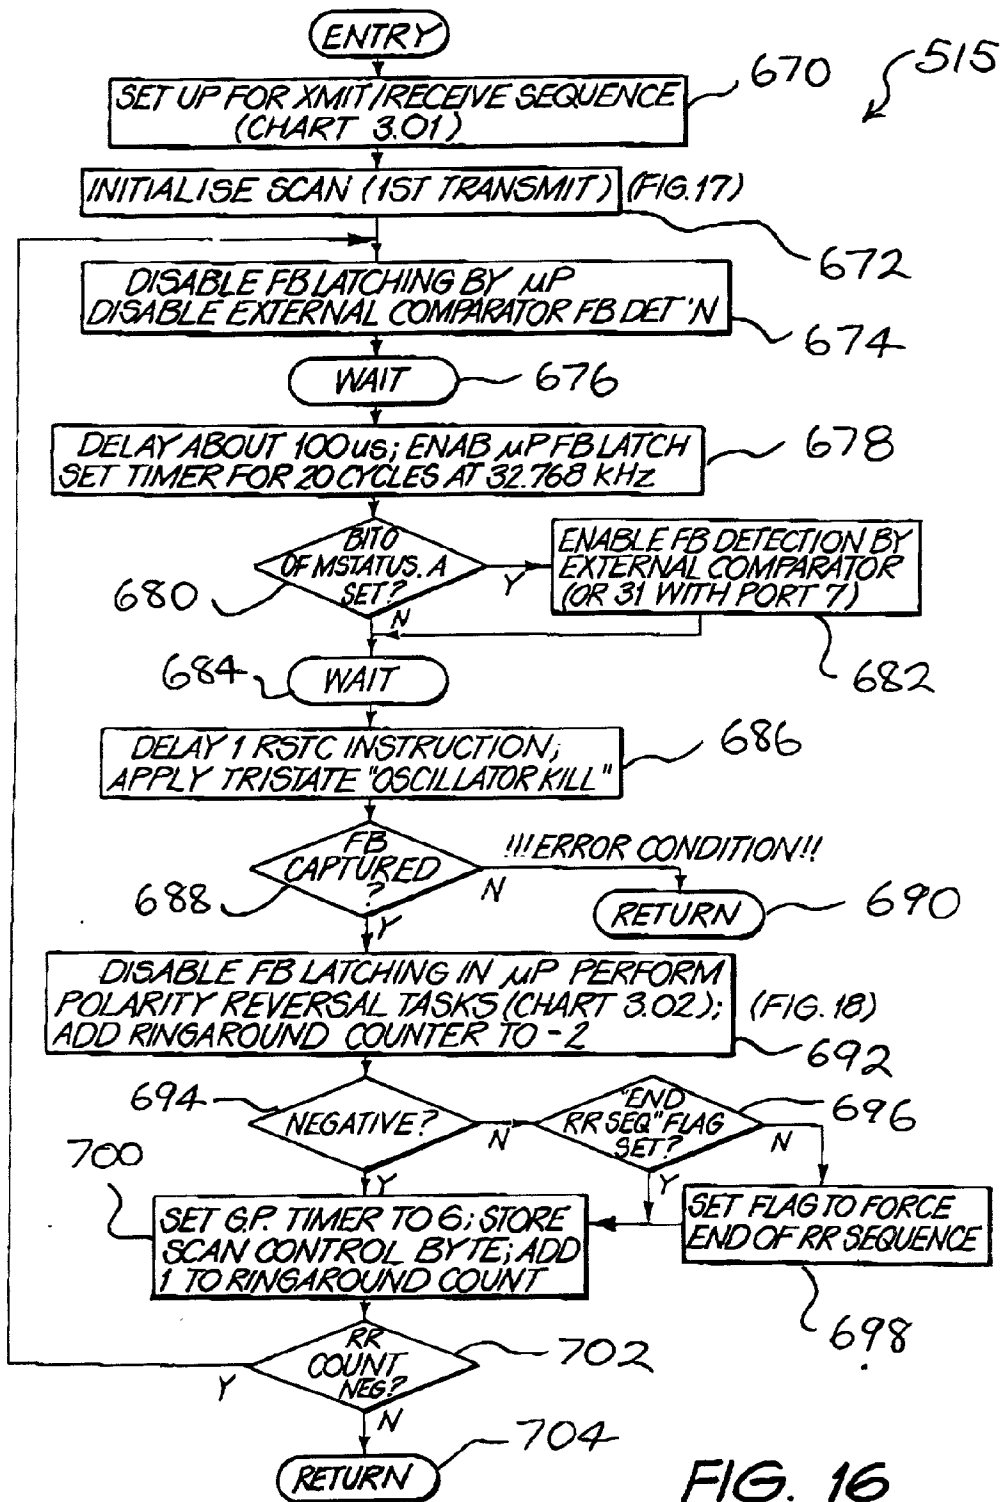 ENTRY
515
670
SET UP FOR XMIT/RECEIVE SEQUENCE
(CHART 3.01)
INITIALISE SCAN (1ST TRANSMIT) (FIG.17)
672
DISABLE FB LATCHING BY µP
DISABLE EXTERNAL COMPARATOR FB DET'N
674
WAIT
676
DELAY ABOUT 100us; ENAB µP FB LATCH
SET TIMER FOR 20 CYCLES AT 32.768 KHz
678
BIT0
OF MSTATUS.A
SET?
680
Y
N
ENABLE FB DETECTION BY
EXTERNAL COMPARATOR
(OR 31 WITH PORT 7)
682
684
WAIT
DELAY 1 RSTC INSTRUCTION;
APPLY TRISTATE "OSCILLATOR KILL"
686
FB
CAPTURED
?
688
!!!ERROR CONDITION!!
N
Y
RETURN
690
DISABLE FB LATCHING IN µP PERFORM
POLARITY REVERSAL TASKS (CHART 3.02); (FIG. 18)
ADD RINGAROUND COUNTER TO -2
692
694
NEGATIVE?
N
Y
"END
RR SEQ" FLAG
SET?
696
N
Y
700
SET G.P. TIMER TO 6; STORE
SCAN CONTROL BYTE; ADD
1 TO RINGAROUND COUNT
SET FLAG TO FORCE
END OF RR SEQUENCE
698
RR
COUNT
NEG?
702
Y
N
RETURN
704
FIG. 16